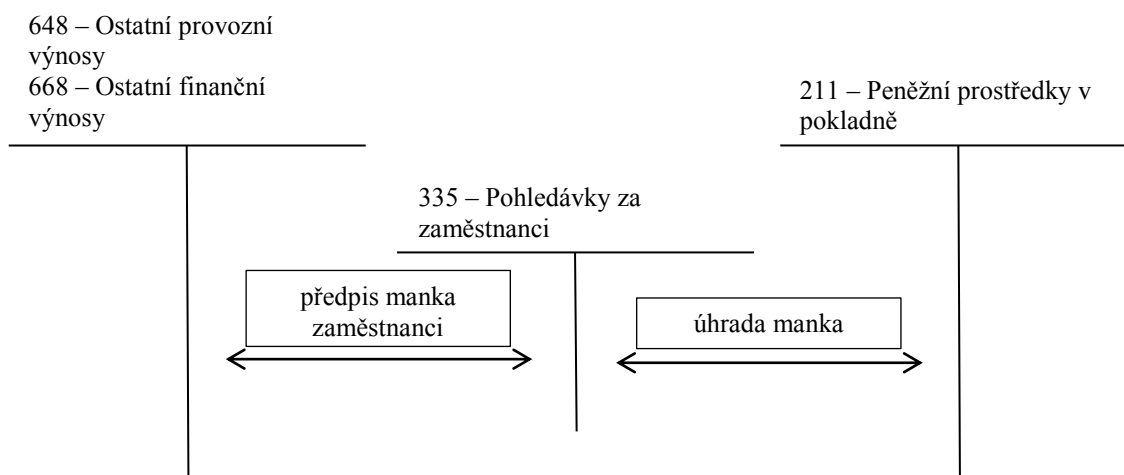 648 – Ostatní provozní
výnosy
668 – Ostatní finanční
výnosy
211 – Peněžní prostředky v
pokladně
335 – Pohledávky za
zaměstnanci
předpis manka
zaměstnanci
úhrada manka